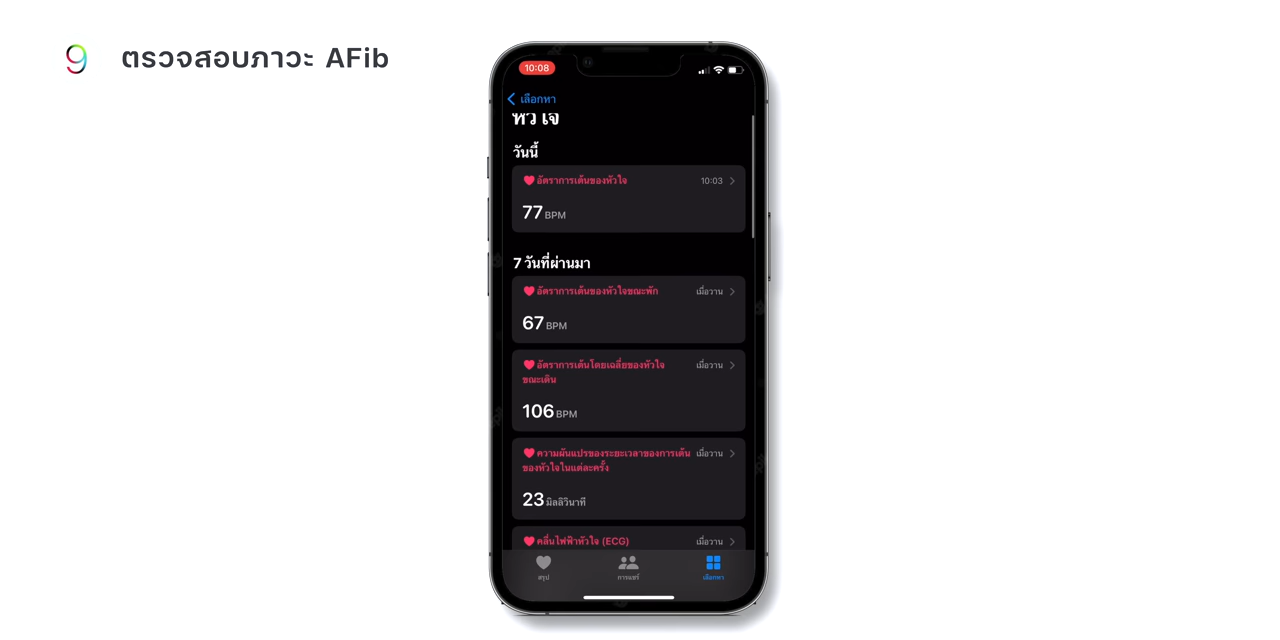 9 ตรวจสอบภาวะ AFib
10:08
เลือกหา
หัวใจ
วันนี้
อัตราการเต้นของหัวใจ 10:03
77 BPM
7 วันที่ผ่านมา
อัตราการเต้นของหัวใจขณะพัก เมื่อวาน
67 BPM
อัตราการเต้นโดยเฉลี่ยของหัวใจ เมื่อวาน
ขณะเดิน
106 BPM
ความผันแปรของระยะเวลาของการเต้น เมื่อวาน
ของหัวใจในแต่ละครั้ง
23 มิลลิวินาที
คลื่นไฟฟ้าหัวใจ (ECG) เมื่อวาน
สรุป การแชร์ เลือกหา